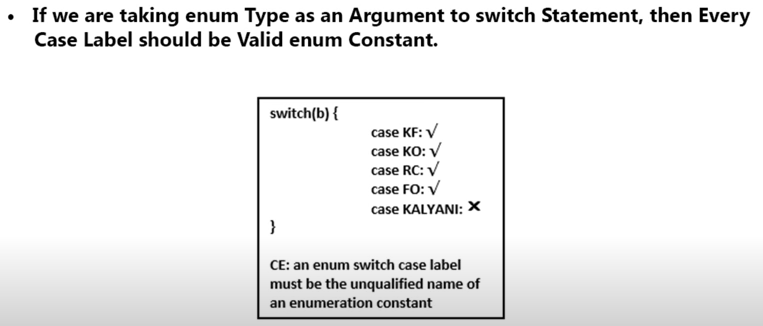 • If we are taking enum Type as an Argument to switch Statement, then Every
Case Label should be Valid enum Constant.
switch(b) {
case KF: √
case KO: √
case RC: √
case FO: √
case KALYANI: ×
}
CE: an enum switch case label
must be the unqualified name of
an enumeration constant